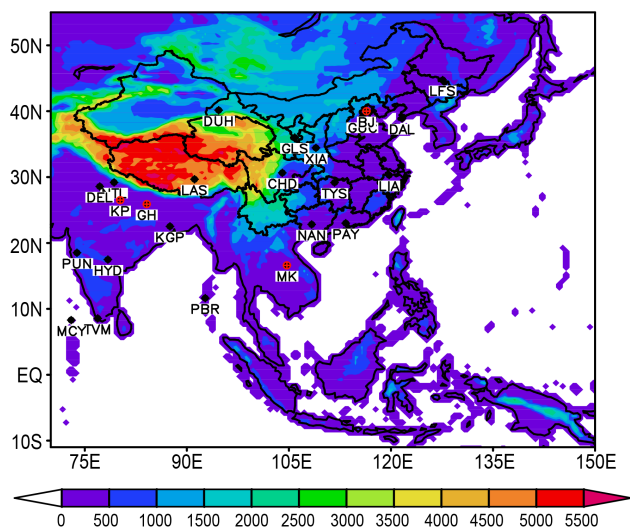 50N
LFS
40N
DUH
BJ
DAL
GLS
XIA
30N
CHD
DEL
TL
LAS
TYS
LIA
KP
GH
20N
KGP
NAN
PAY
PUN
HYD
MK
10N
PBR
MCY
TVM
EQ
10S
75E 90E 105E 120E 135E 150E
0 500 1000 1500 2000 2500 3000 3500 4000 4500 5000 5500